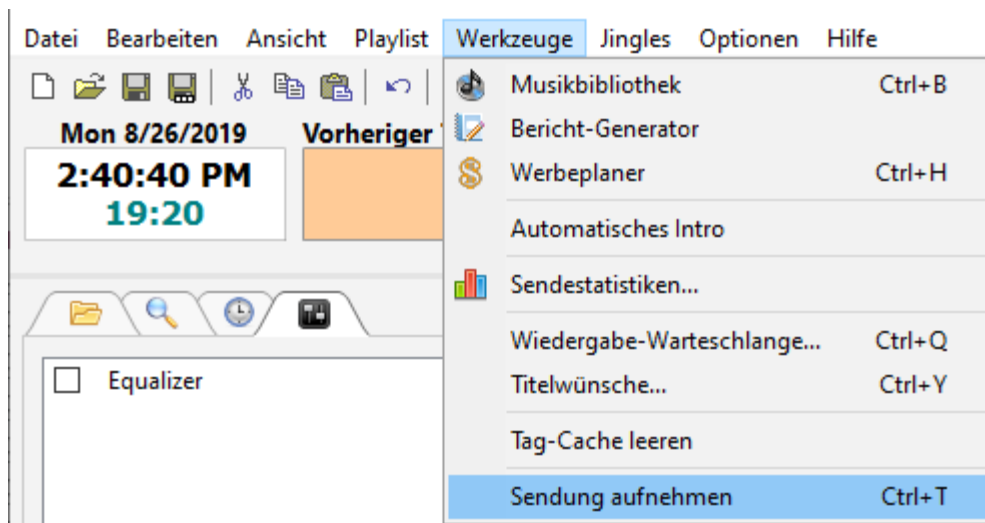 Datei Bearbeiten Ansicht Playlist Werkzeuge Jingles Optionen Hilfe
Mon 8/26/2019 Vorheriger
2:40:40 PM
19:20
Musikbibliothek Ctrl+B
Bericht-Generator
Werbeplaner Ctrl+H
Automatisches Intro
Sendestatistiken...
Wiedergabe-Warteschlange... Ctrl+Q
Titelwünsche... Ctrl+Y
Tag-Cache leeren
Sendung aufnehmen Ctrl+T
Equalizer